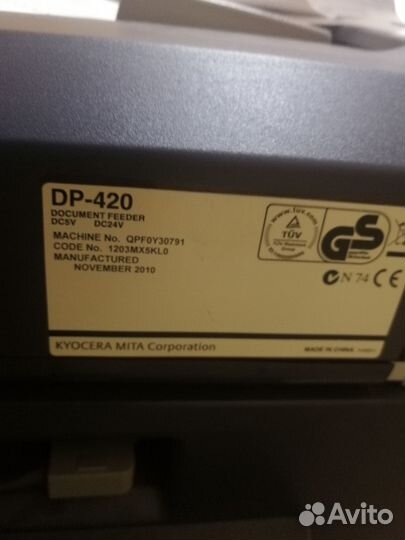 DP-420
DOCUMENT FEEDER
DC5V DC24V
MACHINE No. QPF0Y30791
CODE No. 1203MX5KL0
MANUFACTURED
NOVEMBER 2010
TÜV
GS
N 74 CE
KYOCERA MITA Corporation
MADE IN CHINA
Avito